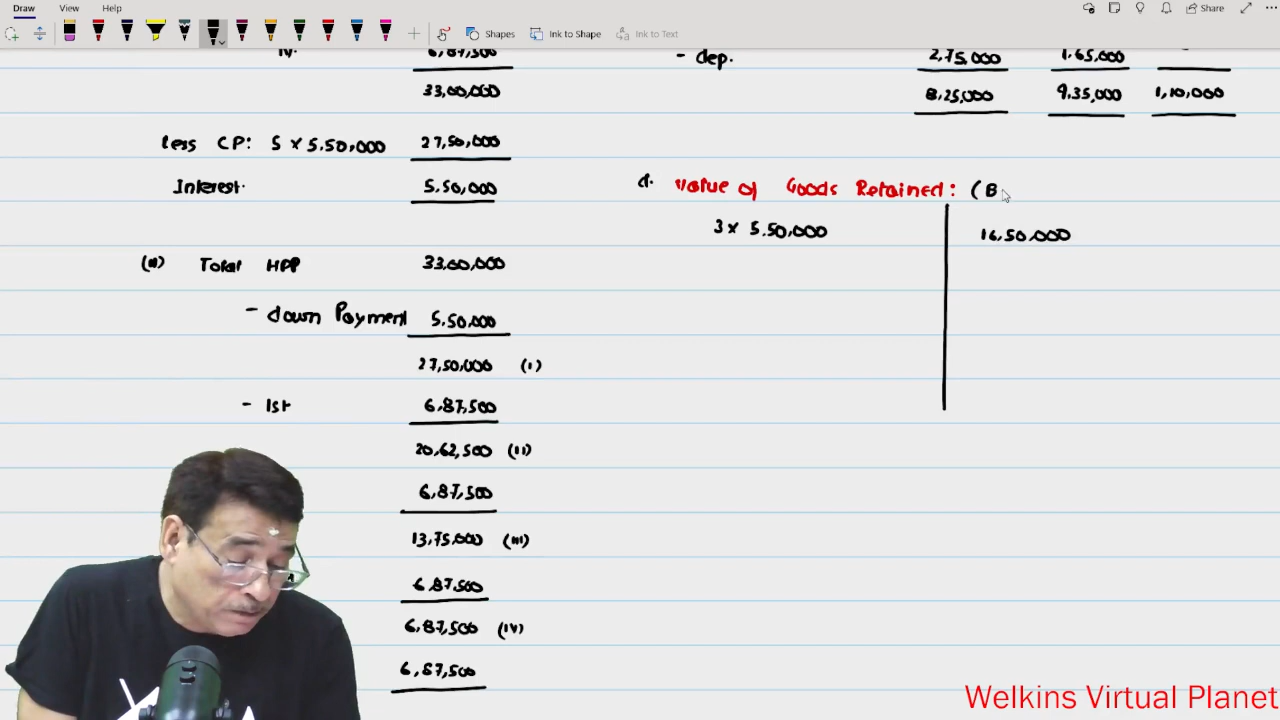 Draw View Help
Share
Shapes Ink to Shape Ink to Text
iv. 6,87,500
33,00,000
less CP: 5 x 5.50,000 27,50,000
Interest. 5.50,000
(ii) Total HPP 33,00,000
- down Payment 5.50.000
27,50,000 (i)
- Ist 6,87,500
20,62,500 (ii)
6,87,500
13,75,000 (iii)
6,87,500
6,87,500 (iv)
6,87,500
- dep. 2,75,000 1.65,000
8,25,000 9,35,000 1,10,000
d. Value of Goods Retained: (B
3 x 5.50,000 16,50,000
Welkins Virtual Planet